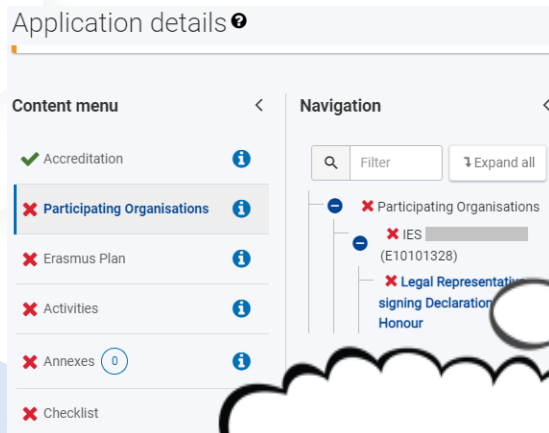 Application details
Content menu
Accreditation
Participating Organisations
Erasmus Plan
Activities
Annexes 0
Checklist
Navigation
Filter
Expand all
Participating Organisations
IES
(E10101328)
Legal Representative
signing Declaration
Honour